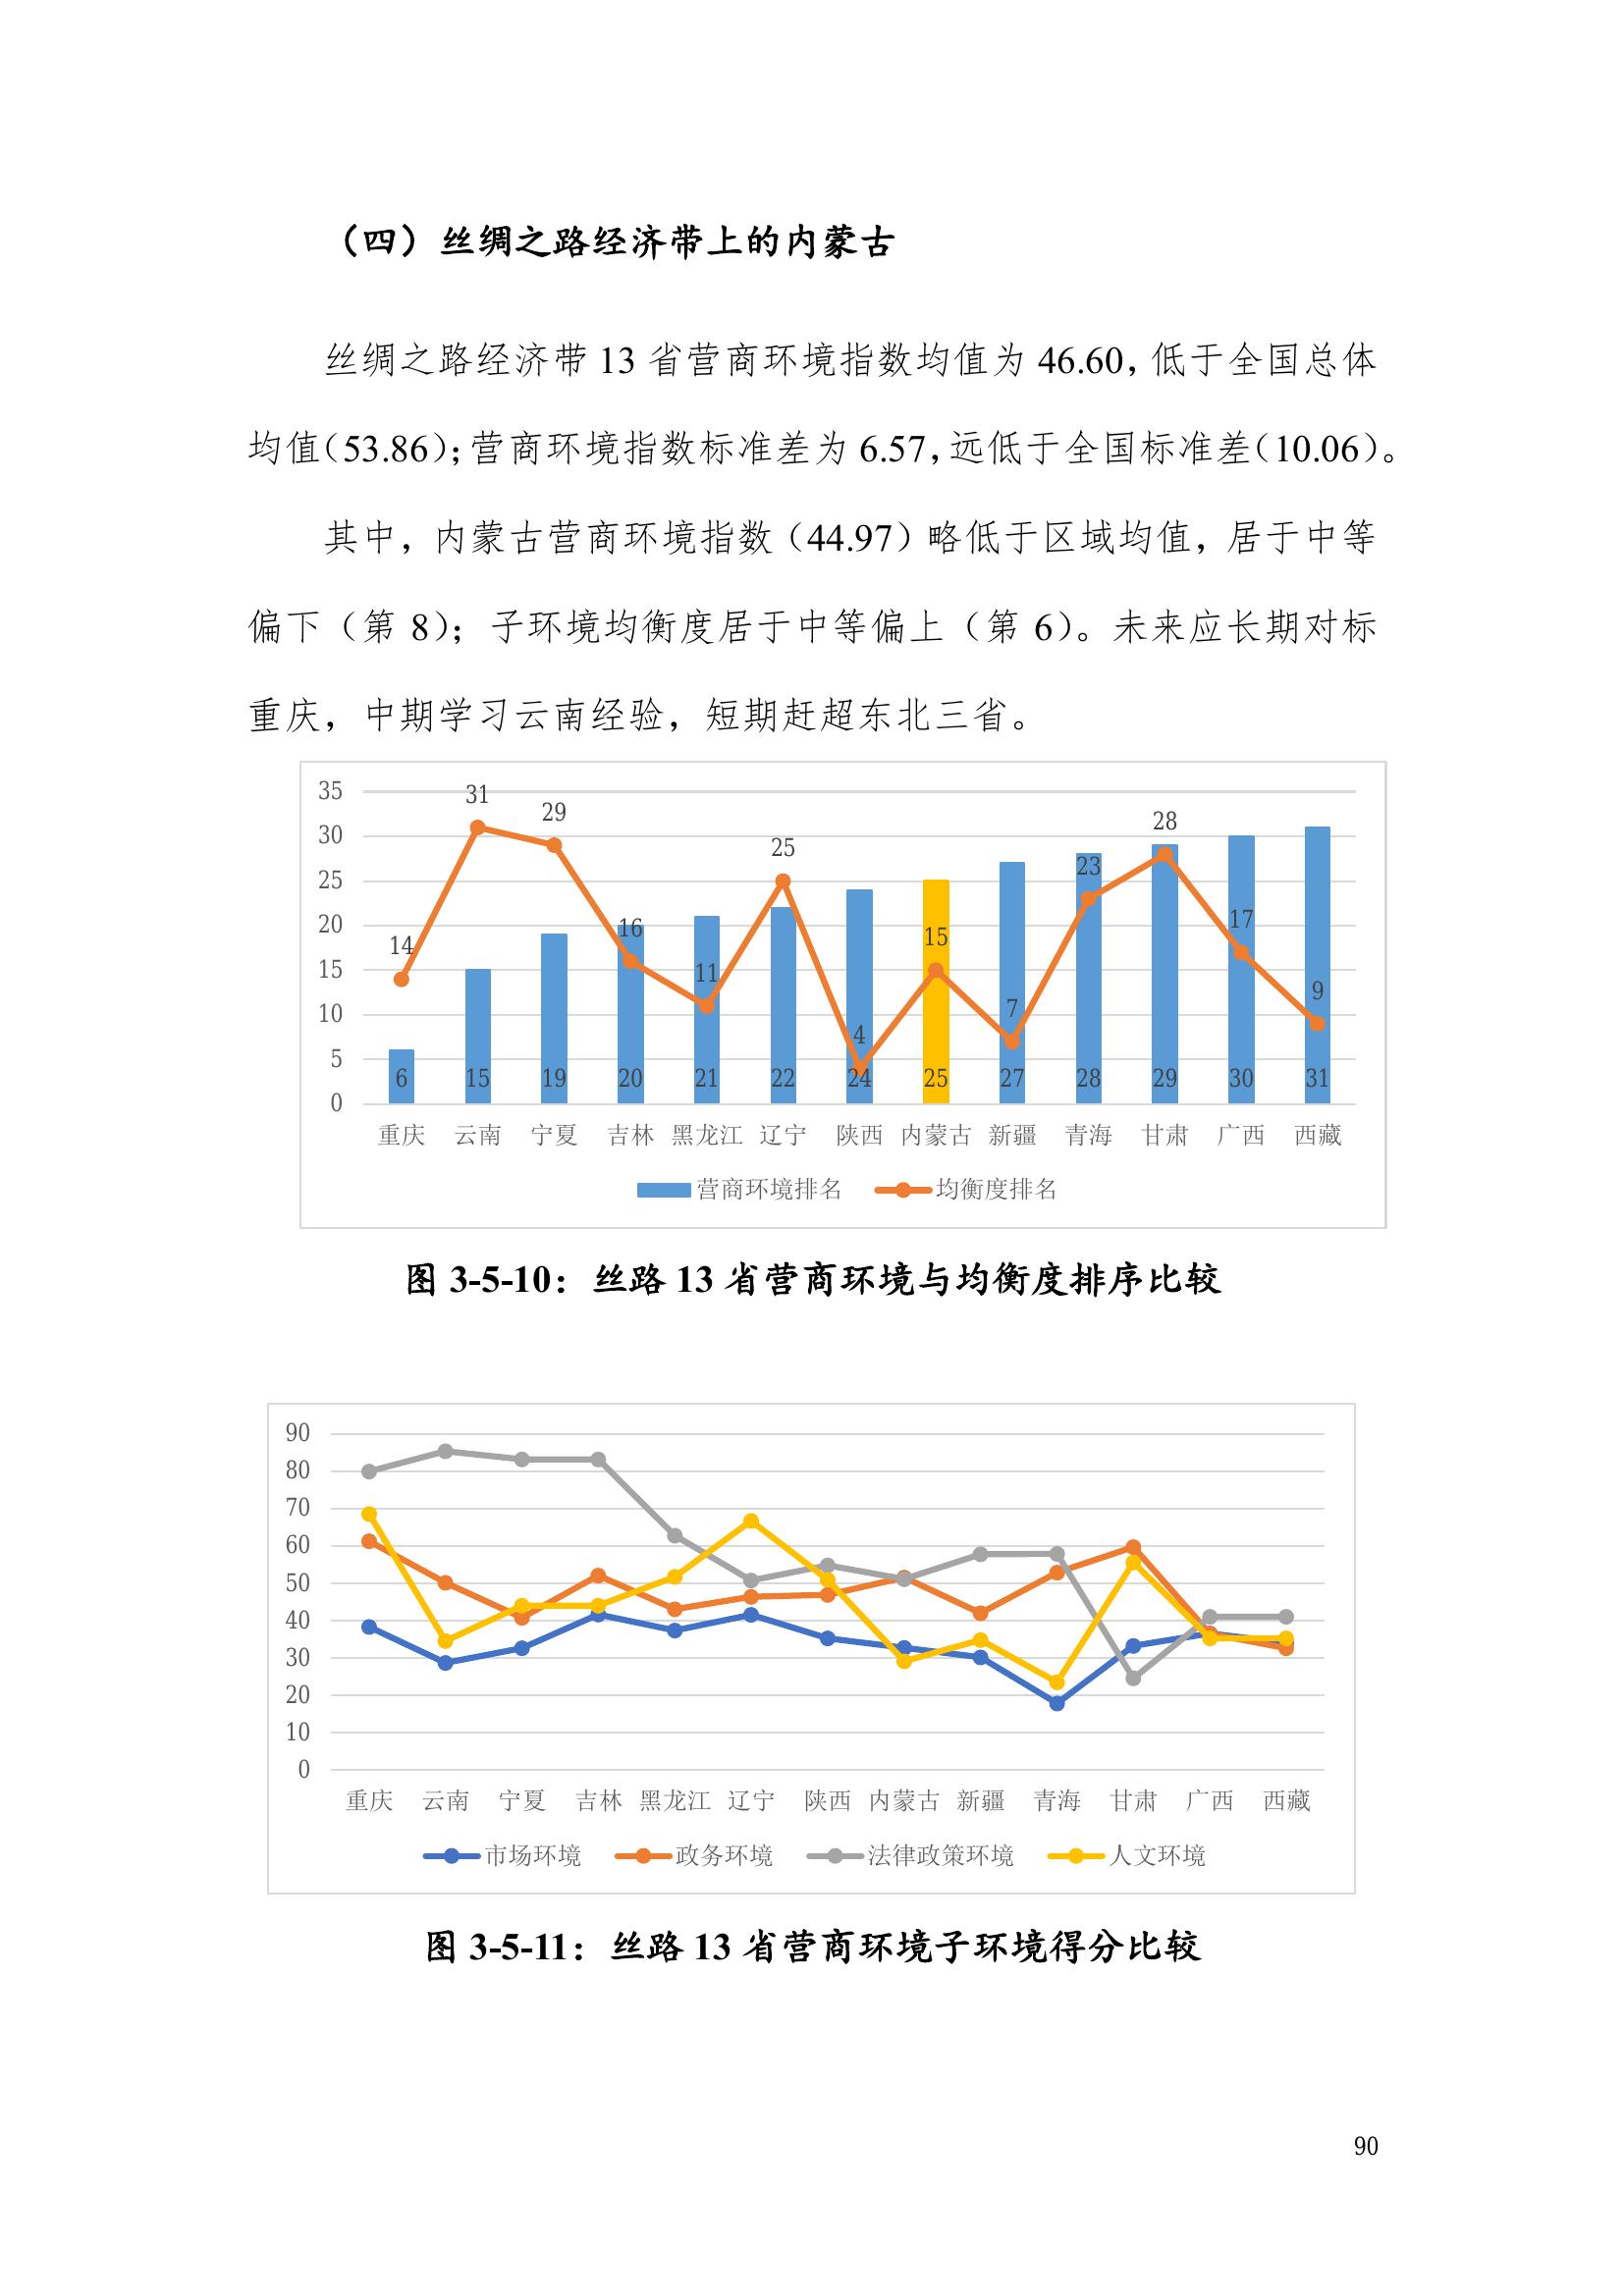 （四）丝绸之路经济带上的内蒙古
丝绸之路经济带 13 省营商环境指数均值为 46.60，低于全国总体
均值（53.86）；营商环境指数标准差为 6.57，远低于全国标准差（10.06）。
其中，内蒙古营商环境指数（44.97）略低于区域均值，居于中等
偏下（第 8）；子环境均衡度居于中等偏上（第 6）。未来应长期对标
重庆，中期学习云南经验，短期赶超东北三省。
35
30
25
20
15
10
5
0
14 31 29 16 11 25 4 15 7 23 28 17 9
6 15 19 20 21 22 24 25 27 28 29 30 31
重庆 云南 宁夏 吉林 黑龙江 辽宁 陕西 内蒙古 新疆 青海 甘肃 广西 西藏
营商环境排名 均衡度排名
图 3-5-10：丝路 13 省营商环境与均衡度排序比较
90
80
70
60
50
40
30
20
10
0
重庆 云南 宁夏 吉林 黑龙江 辽宁 陕西 内蒙古 新疆 青海 甘肃 广西 西藏
市场环境 政务环境 法律政策环境 人文环境
图 3-5-11：丝路 13 省营商环境子环境得分比较
90